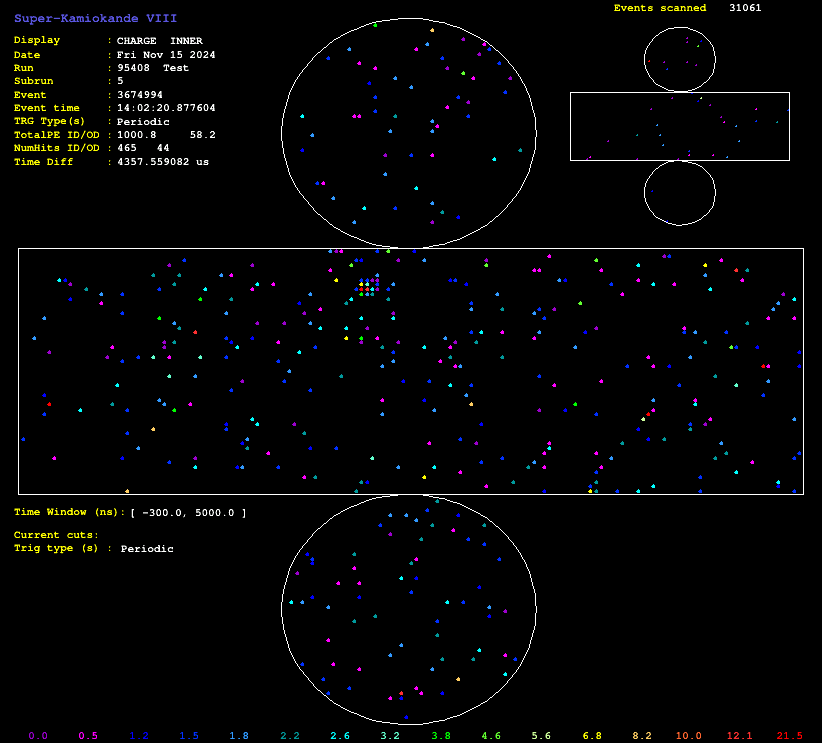 Super-Kamiokande VIII
Events scanned 31061
Display : CHARGE INNER
Date : Fri Nov 15 2024
Run : 95408 Test
Subrun : 5
Event : 3674994
Event time : 14:02:20.877604
TRG Type(s) : Periodic
TotalPE ID/OD : 1000.8 58.2
NumHits ID/OD : 465 44
Time Diff : 4357.559082 us
Time Window (ns): [ -300.0, 5000.0 ]
Current cuts:
Trig type (s) : Periodic
0.0 0.5 1.2 1.5 1.8 2.2 2.6 3.2 3.8 4.6 5.6 6.8 8.2 10.0 12.1 21.5